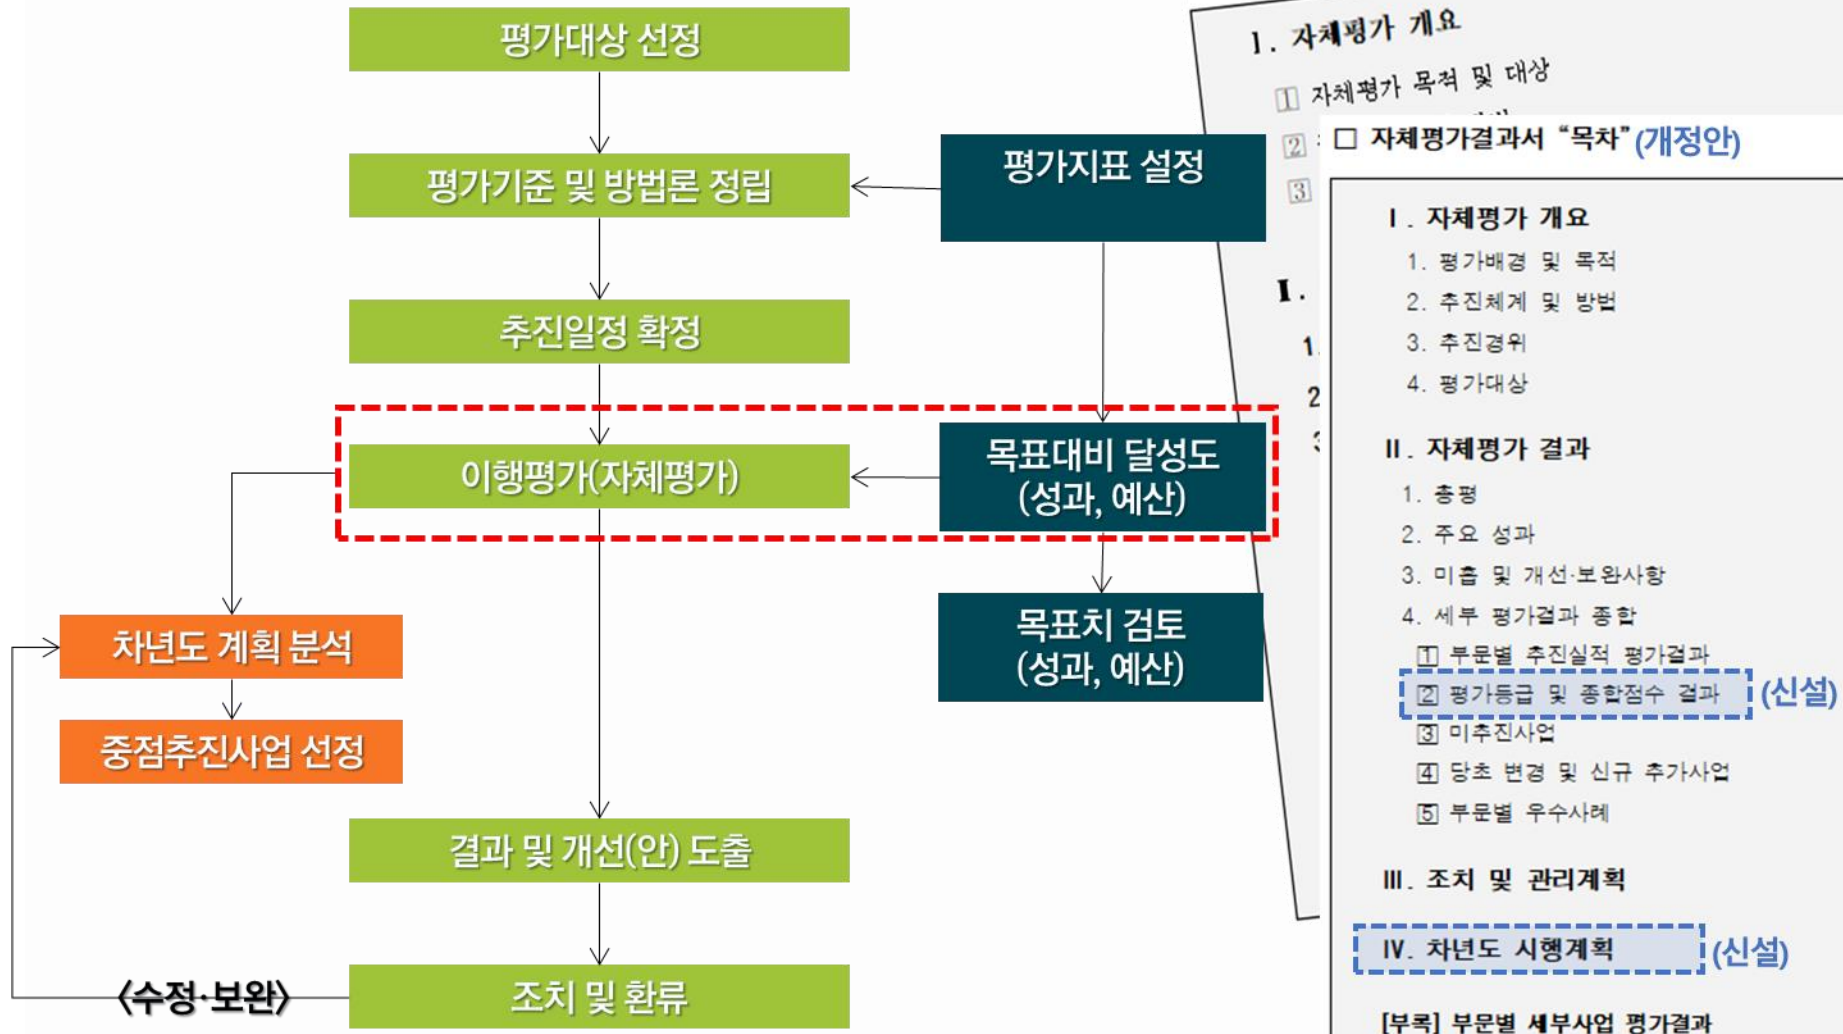 평가대상 선정
평가기준 및 방법론 정립
평가지표 설정
추진일정 확정
이행평가(자체평가)
목표대비 달성도
(성과, 예산)
차년도 계획 분석
목표치 검토
(성과, 예산)
중점추진사업 선정
결과 및 개선(안) 도출
조치 및 환류
〈수정·보완〉
Ⅰ. 자체평가 개요
1 자체평가 목적 및 대상
2
3
Ⅱ.
1.
2
3
□ 자체평가결과서 “목차” (개정안)
Ⅰ. 자체평가 개요
1. 평가배경 및 목적
2. 추진체계 및 방법
3. 추진경위
4. 평가대상
Ⅱ. 자체평가 결과
1. 총평
2. 주요 성과
3. 미흡 및 개선·보완사항
4. 세부 평가결과 종합
1 부문별 추진실적 평가결과
2 평가등급 및 종합점수 결과 (신설)
3 미추진사업
4 당초 변경 및 신규 추가사업
5 부문별 우수사례
Ⅲ. 조치 및 관리계획
Ⅳ. 차년도 시행계획 (신설)
[부록] 부문별 세부사업 평가결과